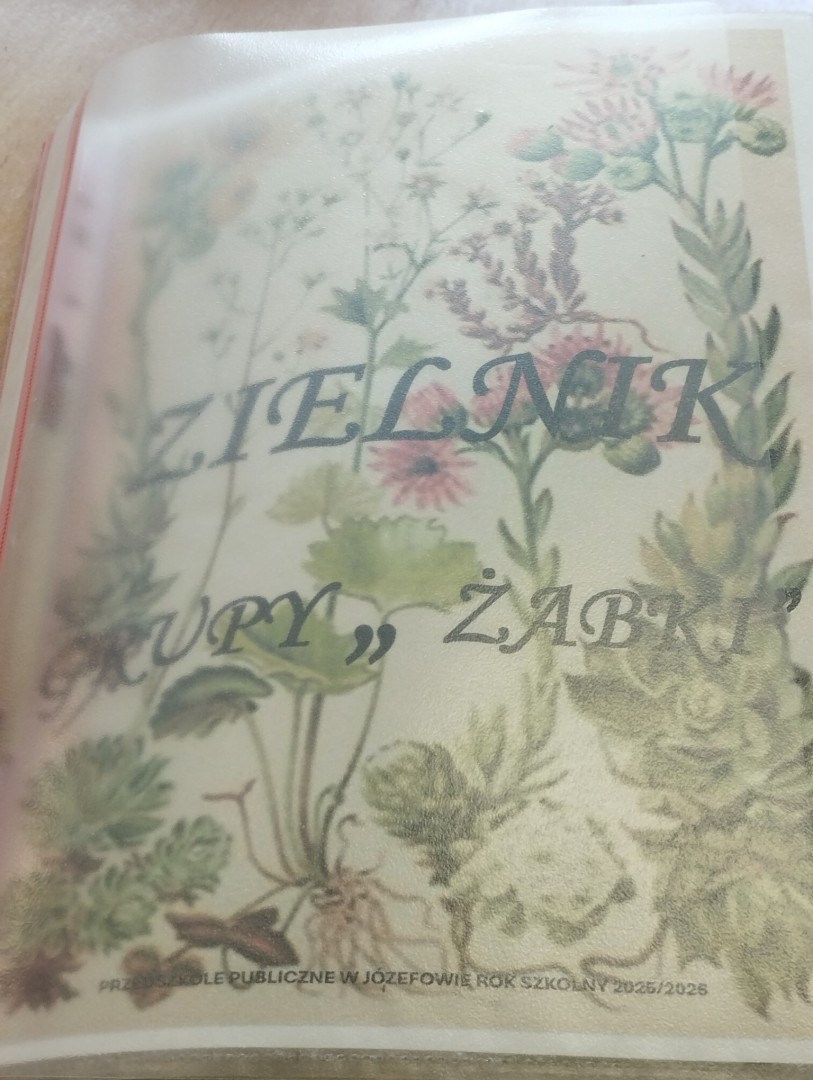 ZIELNIK
GRUPY „ ŻABKI”
PRZEDSZKOLE PUBLICZNE W JÓZEFOWIE ROK SZKOLNY 2025/2026